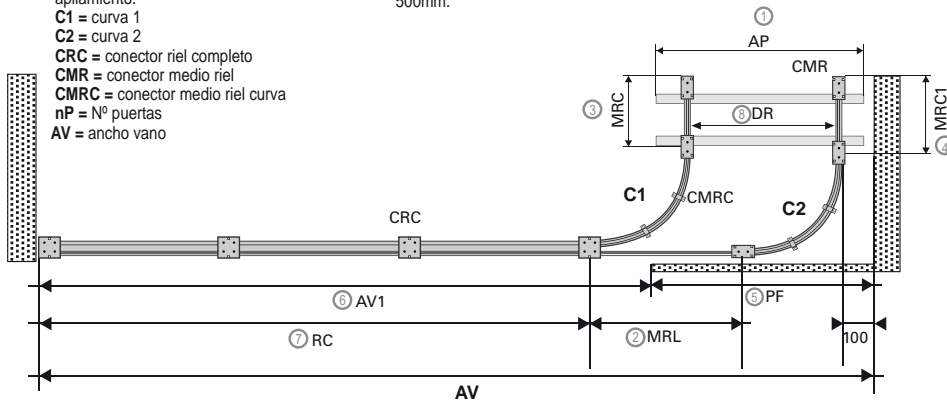 apilamiento.
C1 = curva 1
C2 = curva 2
CRC = conector riel completo
CMR = conector medio riel
CMRC = conector medio riel curva
nP = Nº puertas
AV = ancho vano
500mm.
① AP
CMR
③ MRC
⑧ DR
MRC1 ④
C1
CMRC
C2
CRC
⑥ AV1
⑤ PF
⑦ RC
② MRL
100
AV